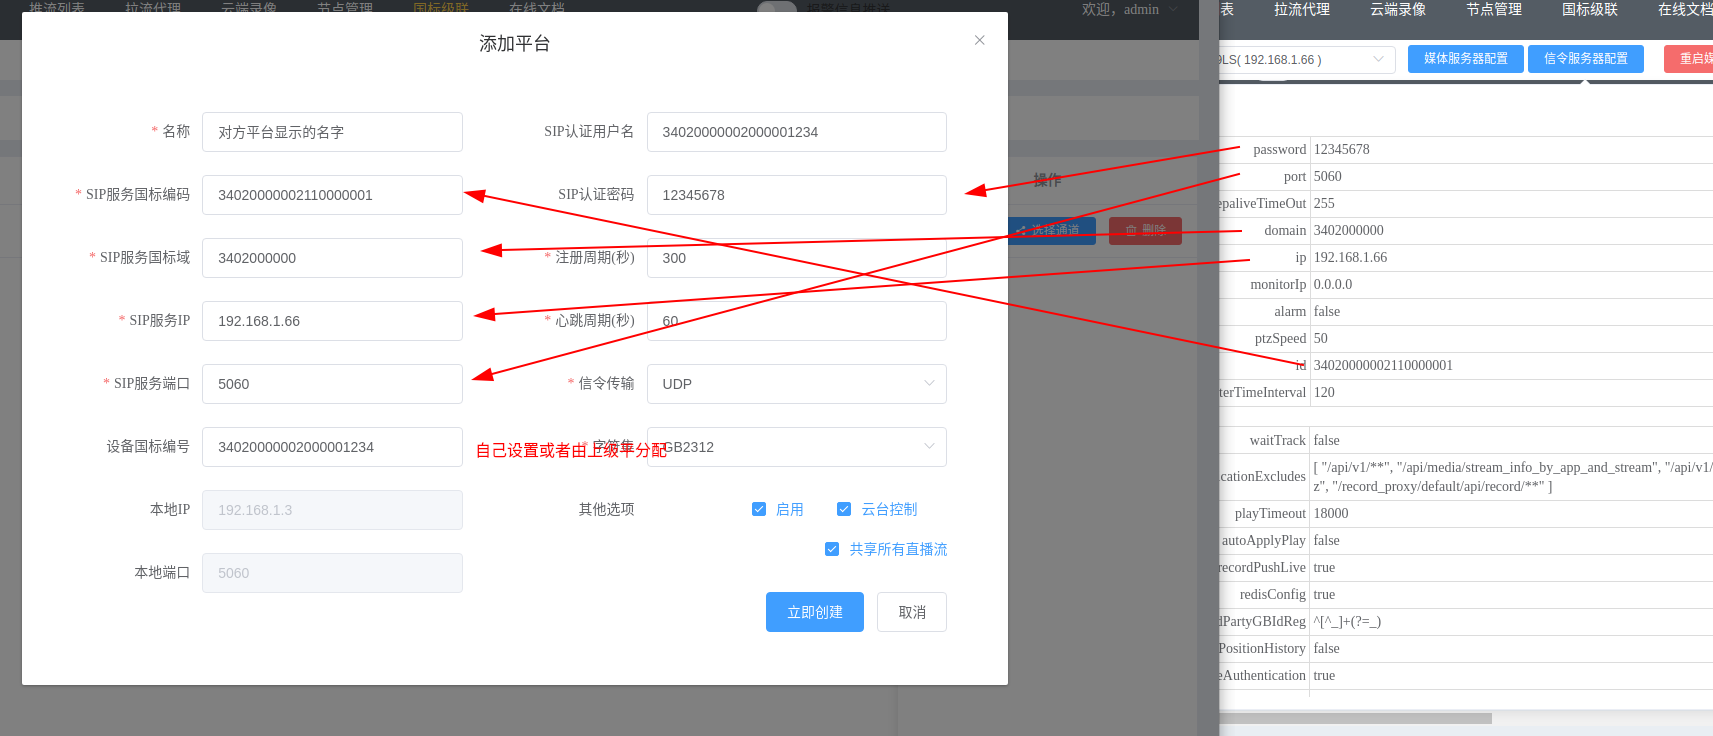 推流列表 拉流代理 云端录像 节点管理 国标级联 在线文档 报警信息推送 欢迎，admin
添加平台
* 名称 对方平台显示的名字
SIP认证用户名 34020000002000001234
* SIP服务国标编码 34020000002110000001
SIP认证密码 12345678
* SIP服务国标域 3402000000
* 注册周期(秒) 300
* SIP服务IP 192.168.1.66
* 心跳周期(秒) 60
* SIP服务端口 5060
* 信令传输 UDP
设备国标编号 34020000002000001234
自己设置或者由上级平分配
* 字符集 GB2312
本地IP 192.168.1.3
其他选项 启用 云台控制
共享所有直播流
本地端口 5060
立即创建 取消
操作
选择通道 删除
表 拉流代理 云端录像 节点管理 国标级联 在线文档
LS( 192.168.1.66 ) 媒体服务器配置 信令服务器配置 重启媒
password 12345678
port 5060
epaliveTimeOut 255
domain 3402000000
ip 192.168.1.66
monitorIp 0.0.0.0
alarm false
ptzSpeed 50
id 34020000002110000001
terTimeInterval 120
waitTrack false
cationExcludes [ "/api/v1/**", "/api/media/stream_info_by_app_and_stream", "/api/v1/
z", "/record_proxy/default/api/record/**" ]
playTimeout 18000
autoApplyPlay false
recordPushLive true
redisConfig true
dPartyGBIdReg ^[^_]+(?=_)
PositionHistory false
eAuthentication true